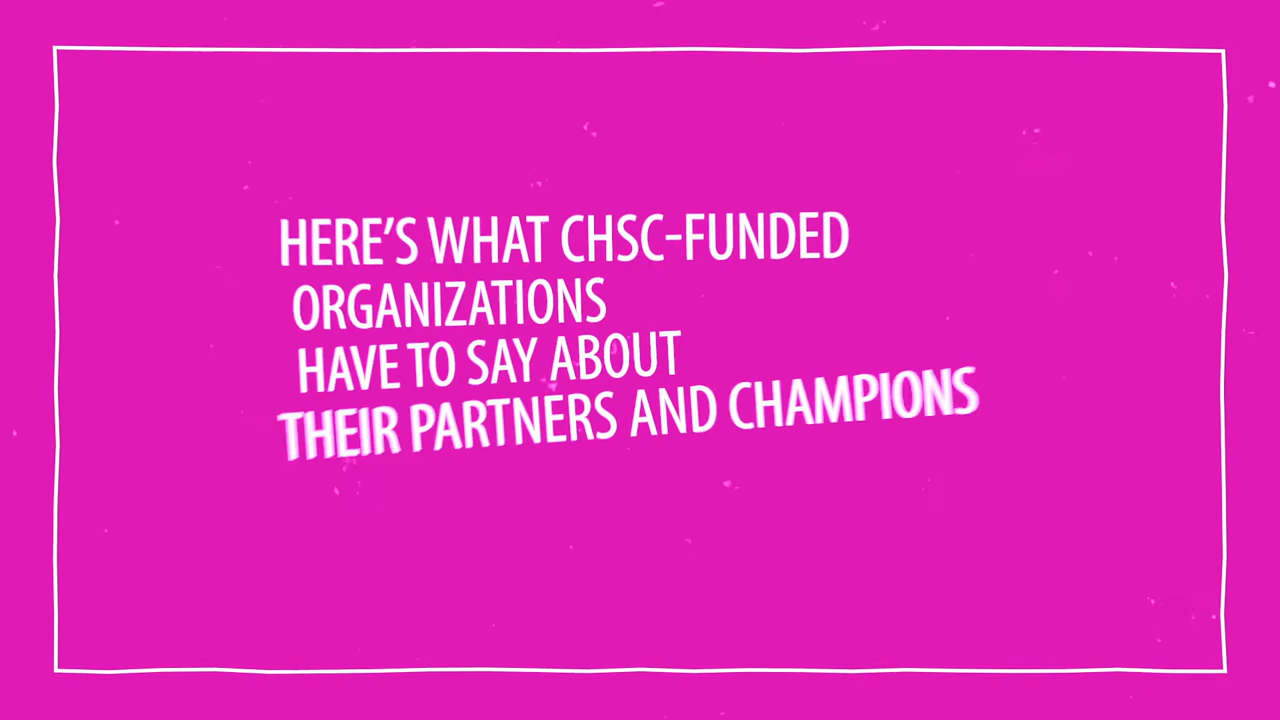 HERE’S WHAT CHSC-FUNDED
ORGANIZATIONS
HAVE TO SAY ABOUT
THEIR PARTNERS AND CHAMPIONS